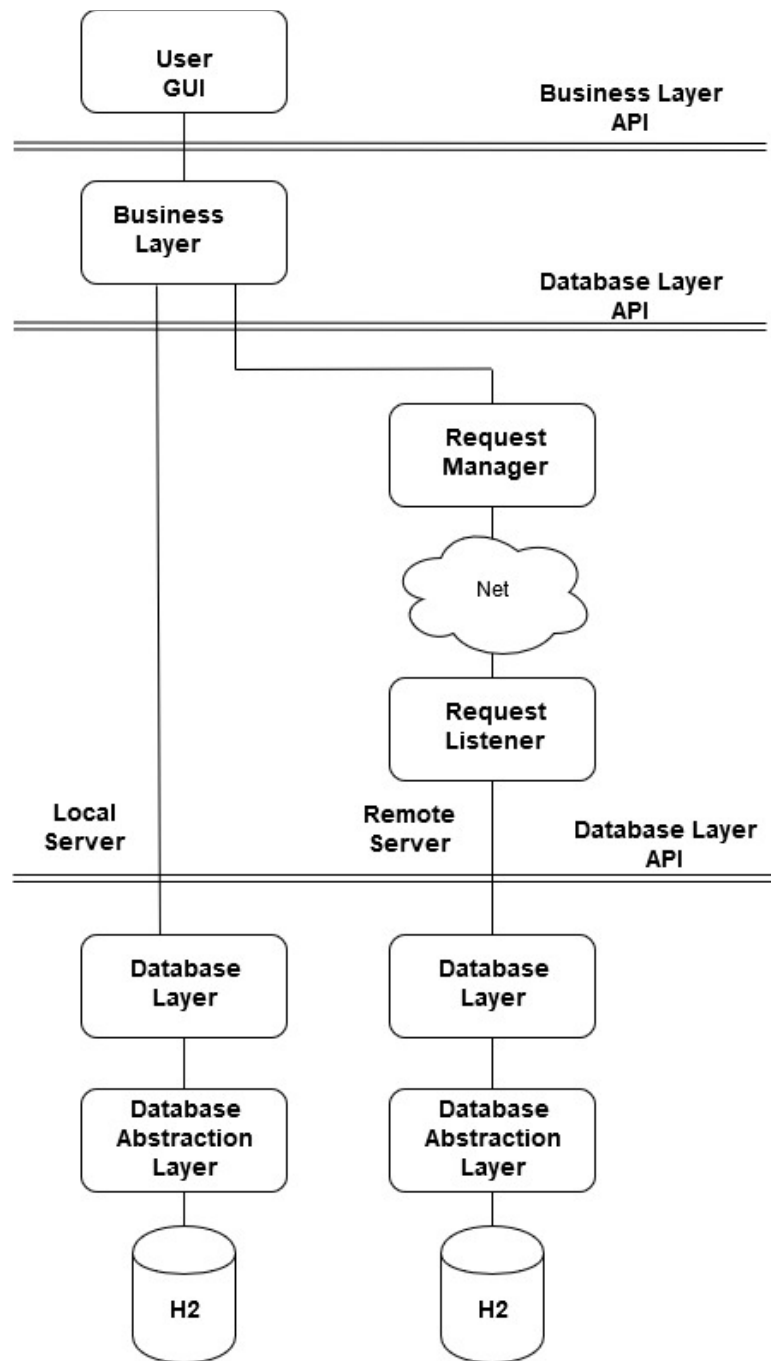 User
GUI
Business Layer
API
Business
Layer
Database Layer
API
Request
Manager
Net
Request
Listener
Local
Server
Remote
Server
Database Layer
API
Database
Layer
Database
Layer
Database
Abstraction
Layer
Database
Abstraction
Layer
H2
H2